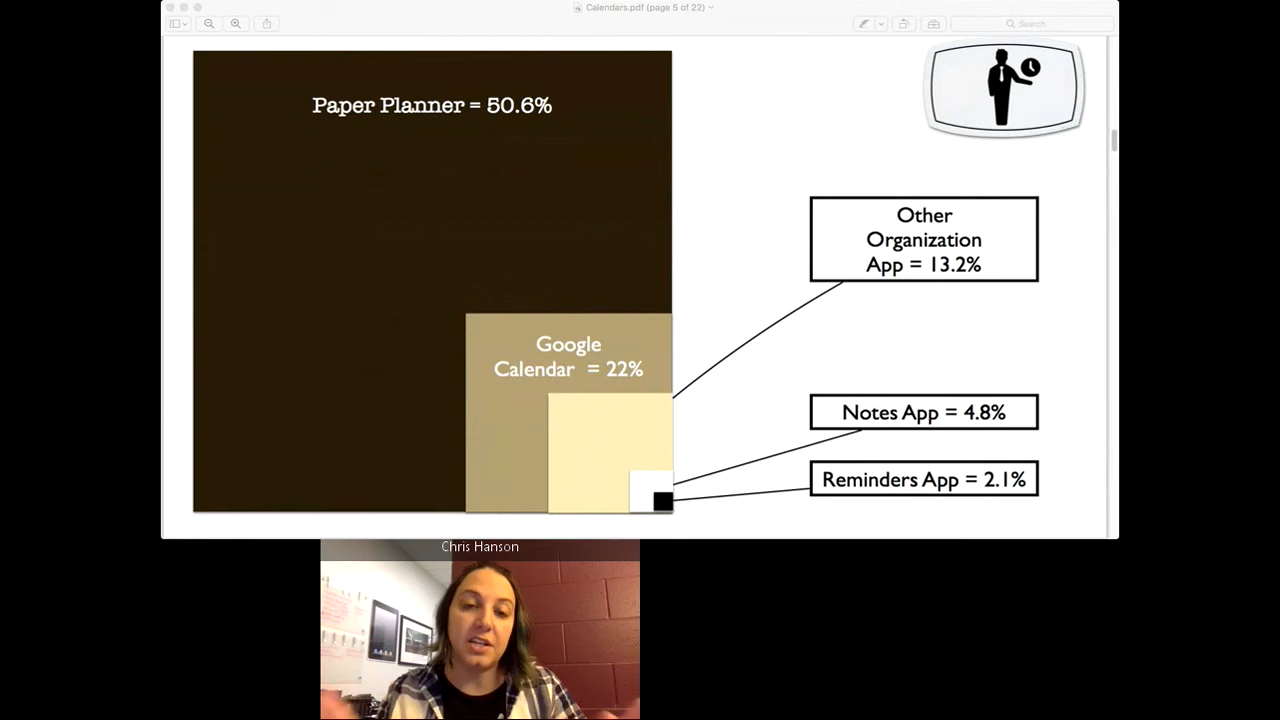 Calendars.pdf (page 5 of 22)
Search
Paper Planner = 50.6%
Other
Organization
App = 13.2%
Google
Calendar = 22%
Notes App = 4.8%
Reminders App = 2.1%
Chris Hanson